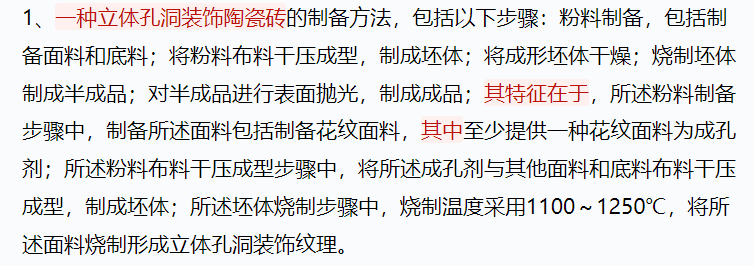 1、一种立体孔洞装饰陶瓷砖的制备方法，包括以下步骤：粉料制备，包括制
备面料和底料；将粉料布料干压成型，制成坯体；将成形坯体干燥；烧制坯体
制成半成品；对半成品进行表面抛光，制成成品；其特征在于，所述粉料制备
步骤中，制备所述面料包括制备花纹面料，其中至少提供一种花纹面料为成孔
剂；所述粉料布料干压成型步骤中，将所述成孔剂与其他面料和底料布料干压
成型，制成坯体；所述坯体烧制步骤中，烧制温度采用1100～1250℃，将所
述面料烧制形成立体孔洞装饰纹理。